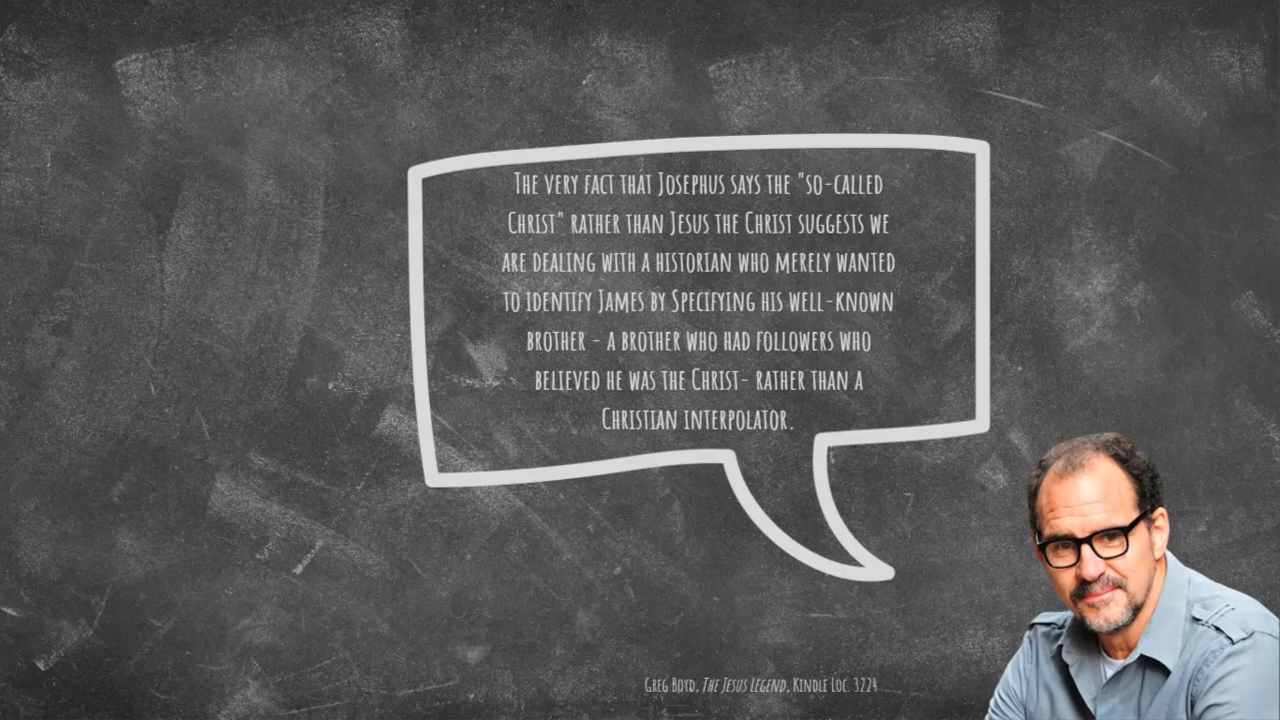 The very fact that Josephus says the "so-called
Christ" rather than Jesus the Christ suggests we
are dealing with a historian who merely wanted
to identify James by Specifying his well-known
brother - a brother who had followers who
believed he was the Christ- rather than a
Christian interpolator.
Greg Boyd, The Jesus Legend, Kindle Loc. 3224